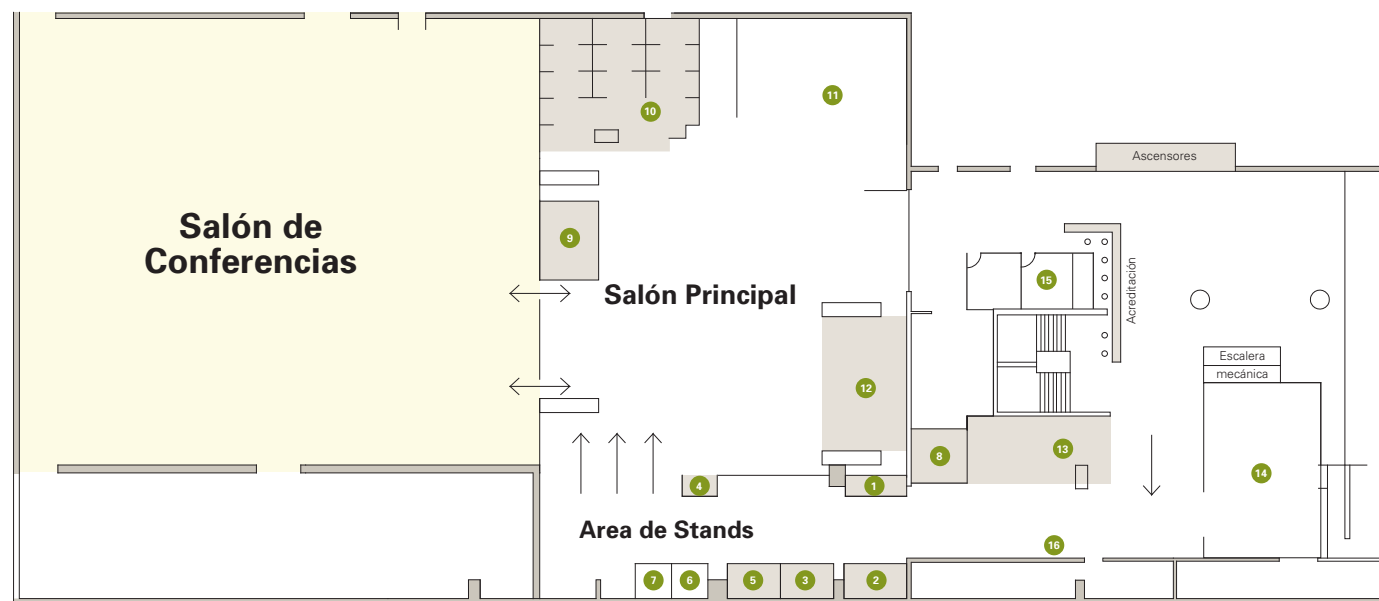 11
10
Ascensores
Salón de
Conferencias
9
15
Acreditación
Salón Principal
Escalera
mecánica
12
13
8
14
4
1
Area de Stands
16
7
6
5
3
2